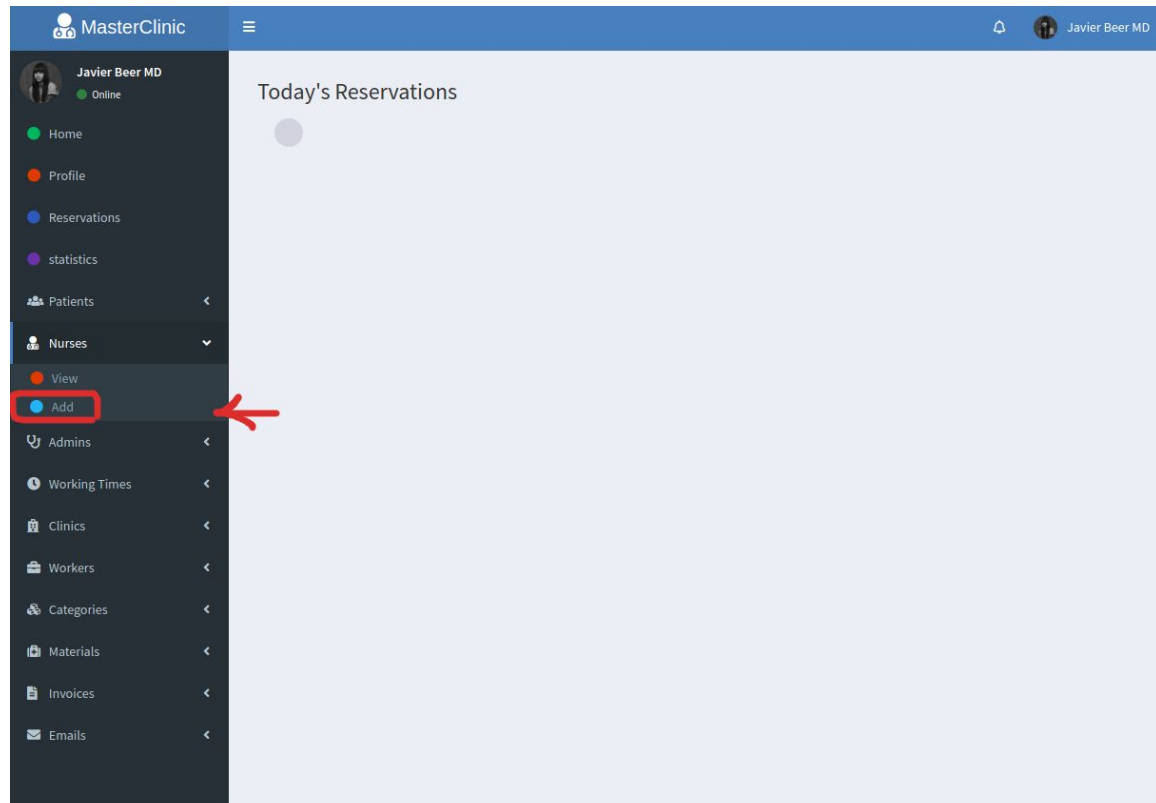 MasterClinic
Javier Beer MD
Javier Beer MD
Online
Today's Reservations
Home
Profile
Reservations
statistics
Patients
Nurses
View
Add
Admins
Working Times
Clinics
Workers
Categories
Materials
Invoices
Emails